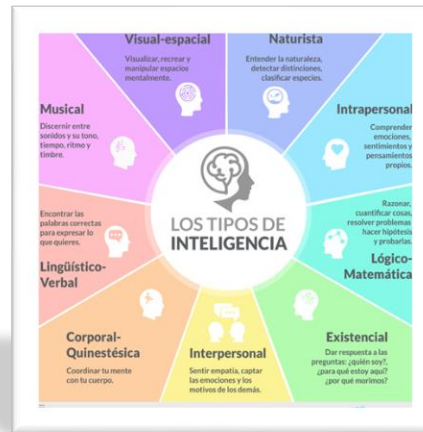 Visual-espacial
Visualizar, recrear y
manipular espacios
mentalmente.
Naturista
Entender la naturaleza,
detectar distinciones,
clasificar especies.
Musical
Discernir entre
sonidos y su tono,
tiempo, ritmo y
timbre.
Intrapersonal
Comprender
emociones,
sentimientos y
pensamientos
propios.
LOS TIPOS DE
INTELIGENCIA
Encontrar las
palabras correctas
para expresar lo
que quieres.
Lingüístico-
Verbal
Razonar,
cuantificar cosas,
resolver problemas
hacer hipótesis
y probarlas.
Lógico-
Matemática
Corporal-
Quinestésica
Coordinar tu mente
con tu cuerpo.
Interpersonal
Sentir empatía, captar
las emociones y los
motivos de los demás.
Existencial
Dar respuesta a las
preguntas: ¿quién soy?,
¿para qué estoy aquí?
¿por qué morimos?